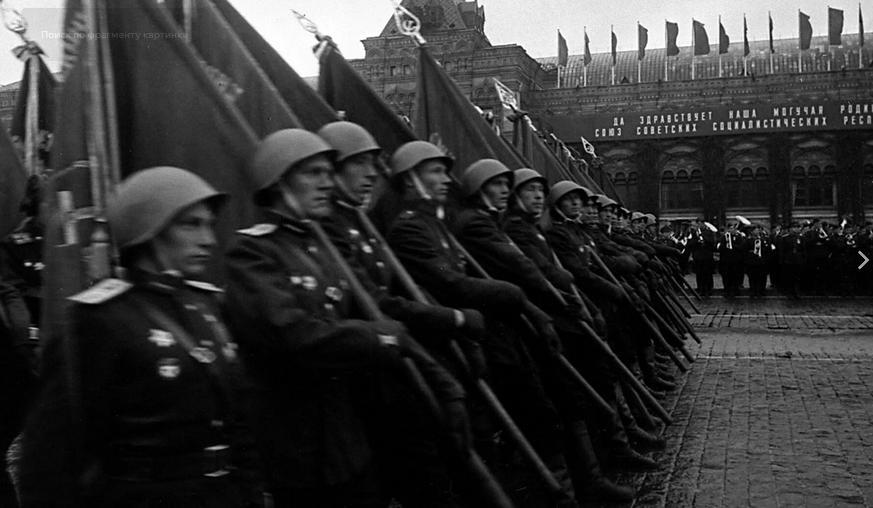 Поиск по фрагменту картинки
ДА ЗДРАВСТВУЕТ НАША МОГУЧАЯ РОДИ
СОЮЗ СОВЕТСКИХ СОЦИАЛИСТИЧЕСКИХ РЕСП